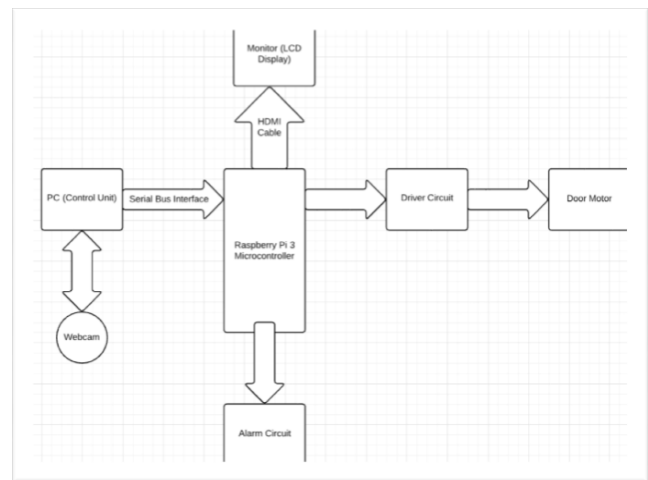 Monitor (LCD
Display)
HDMI
Cable
PC (Control Unit)
Serial Bus Interface
Driver Circuit
Door Motor
Raspberry Pi 3
Microcontroller
Webcam
Alarm Circuit